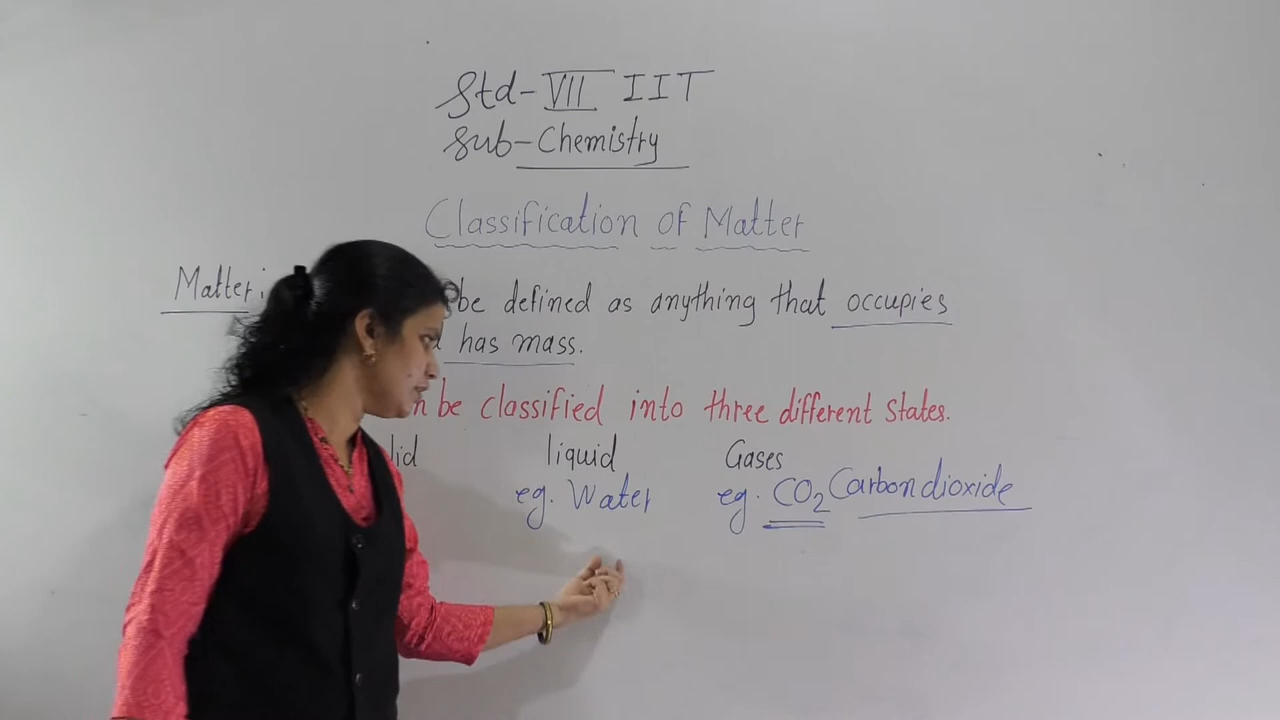 Std- VII IIT
Sub- Chemistry
Classification of Matter
Matter: be defined as anything that occupies
has mass.
be classified into three different states.
liquid Gases
eg. Water eg. CO2 Carbondioxide